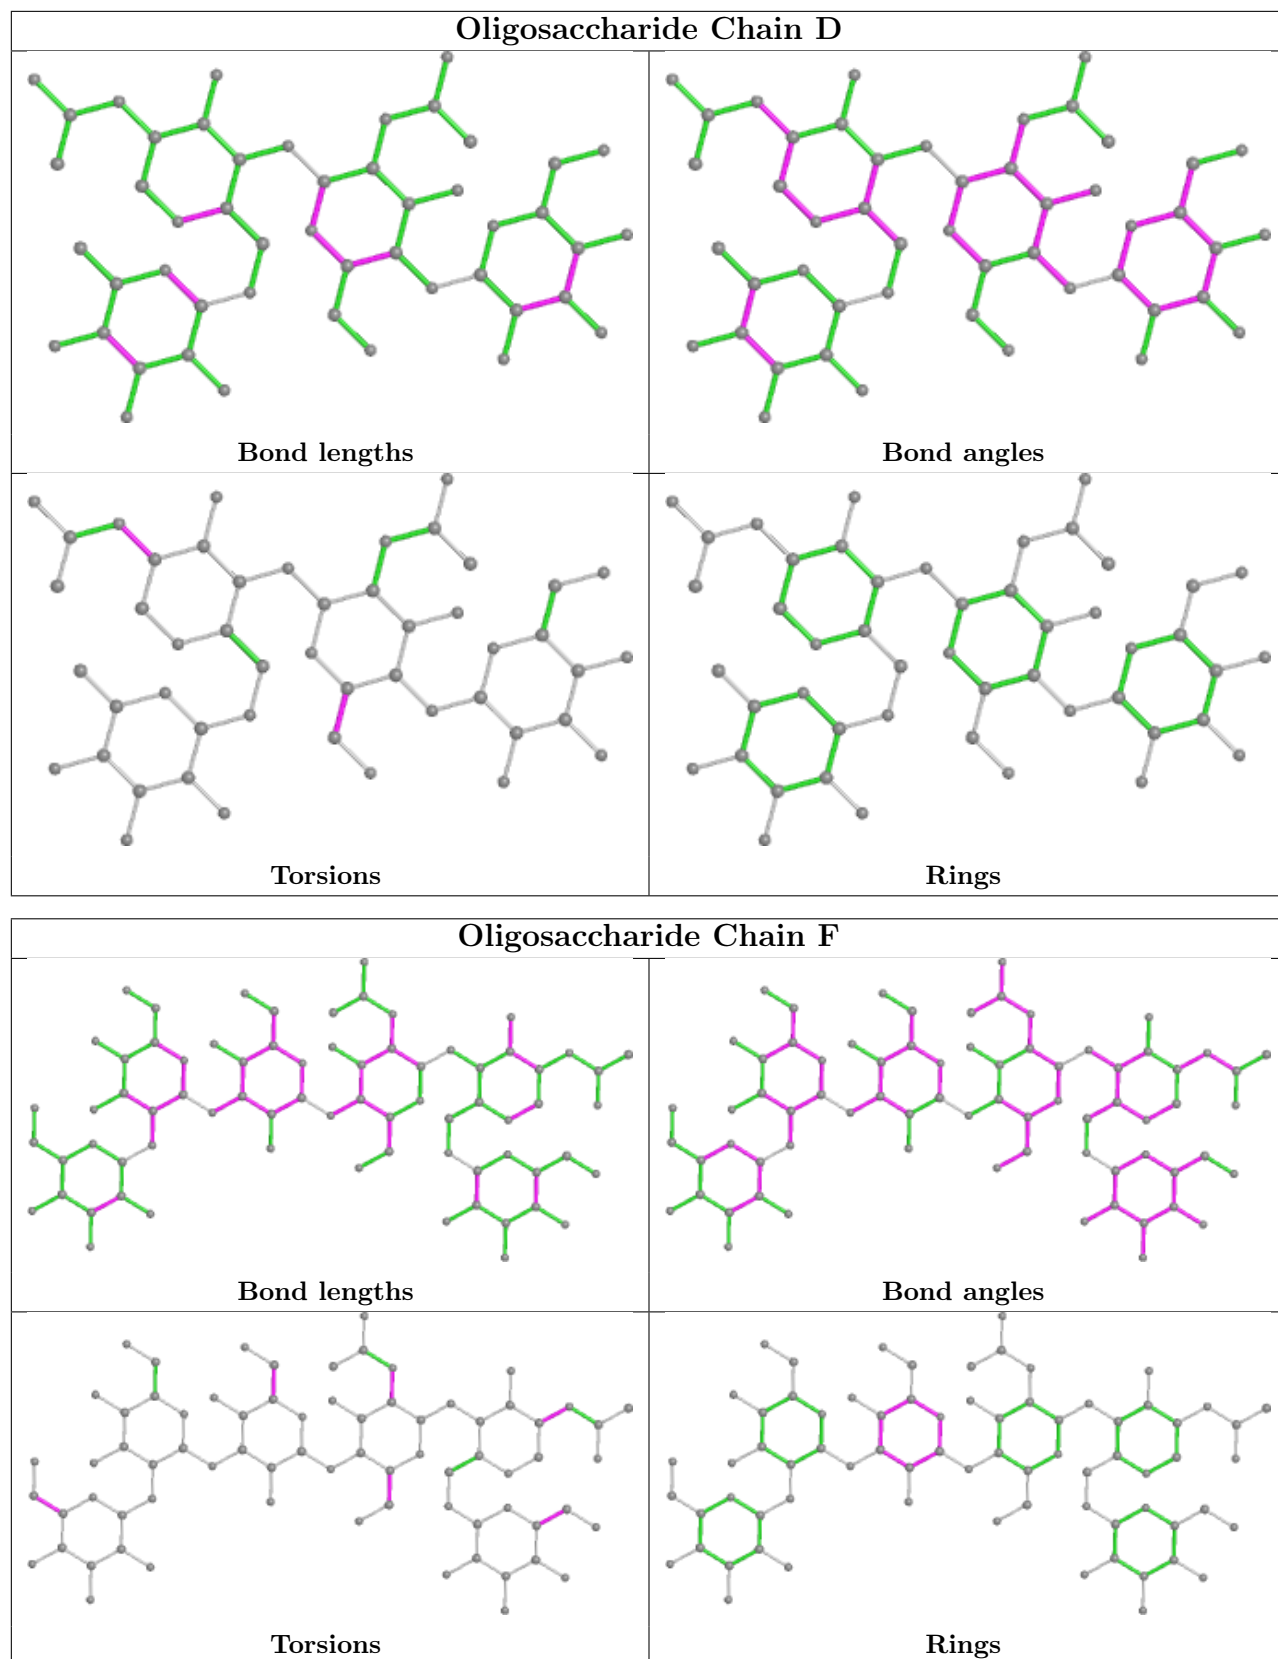 Oligosaccharide Chain D
Bond lengths
Bond angles
Torsions
Rings
Oligosaccharide Chain F
Bond lengths
Bond angles
Torsions
Rings